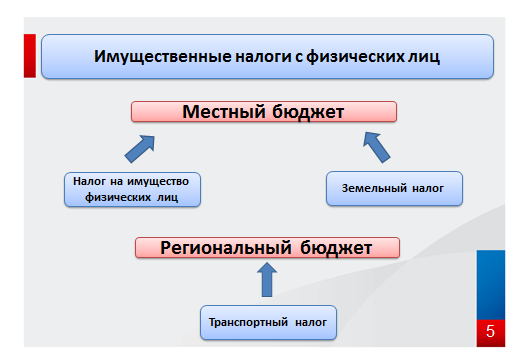 Имущественные налоги с физических лиц
Местный бюджет
Налог на имущество
физических лиц
Земельный налог
Региональный бюджет
Транспортный налог
5